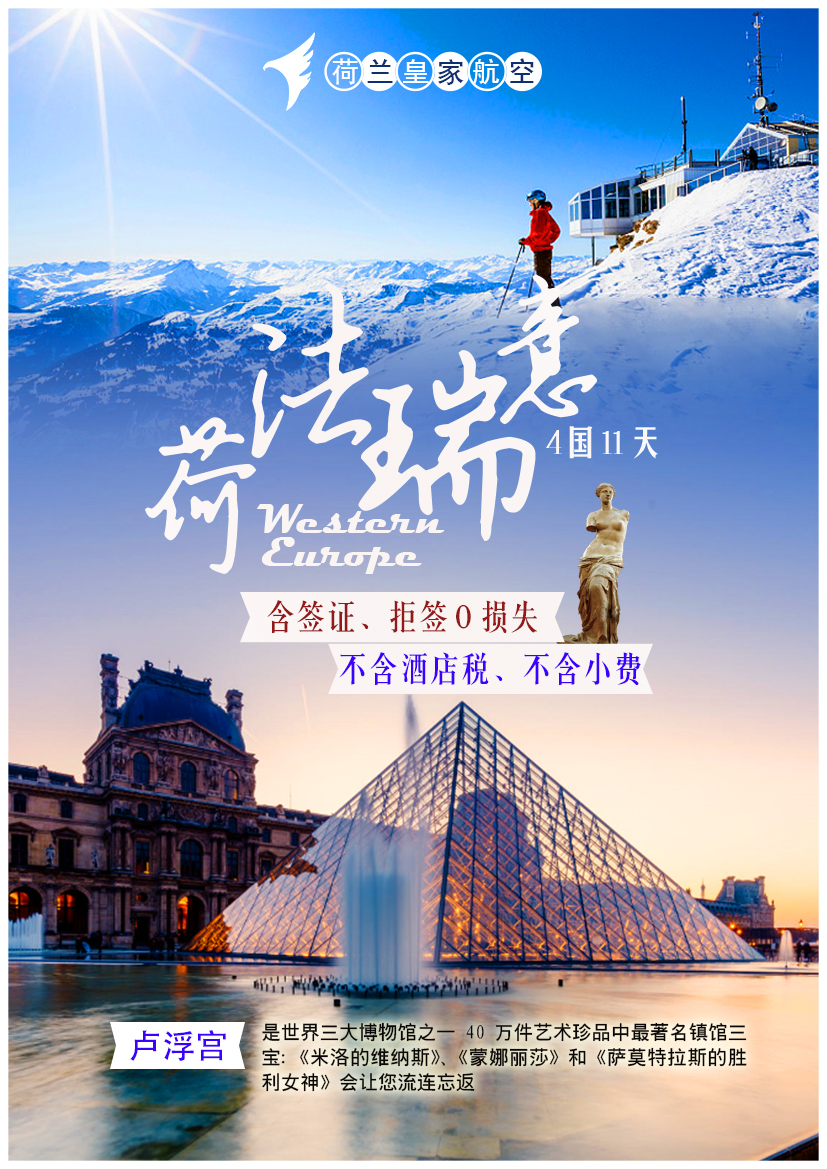 荷兰皇家航空
荷法瑞意
4国11天
Western
Europe
含签证、拒签0损失
不含酒店税、不含小费
卢浮宫
是世界三大博物馆之一 40 万件艺术珍品中最著名镇馆三
宝:《米洛的维纳斯》、《蒙娜丽莎》和《萨莫特拉斯的胜
利女神》会让您流连忘返